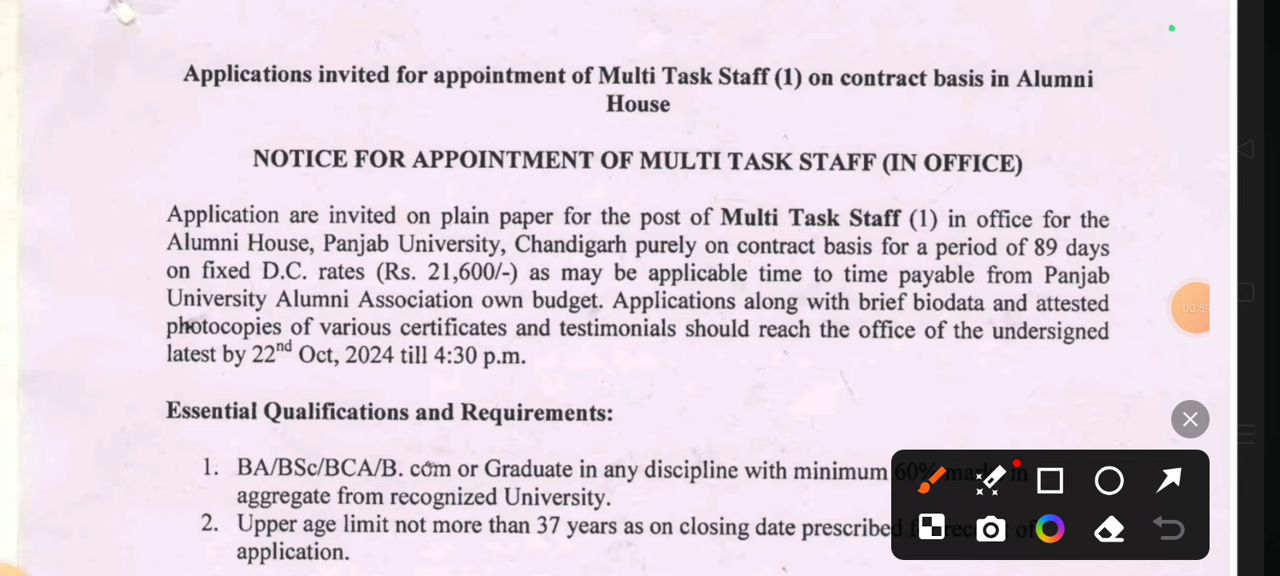 Applications invited for appointment of Multi Task Staff (1) on contract basis in Alumni
House
NOTICE FOR APPOINTMENT OF MULTI TASK STAFF (IN OFFICE)
Application are invited on plain paper for the post of Multi Task Staff (1) in office for the
Alumni House, Panjab University, Chandigarh purely on contract basis for a period of 89 days
on fixed D.C. rates (Rs. 21,600/-) as may be applicable time to time payable from Panjab
University Alumni Association own budget. Applications along with brief biodata and attested
photocopies of various certificates and testimonials should reach the office of the undersigned
latest by 22nd Oct, 2024 till 4:30 p.m.
Essential Qualifications and Requirements:
1. BA/BSc/BCA/B. com or Graduate in any discipline with minimum 60% marks in
aggregate from recognized University.
2. Upper age limit not more than 37 years as on closing date prescribed of
application.